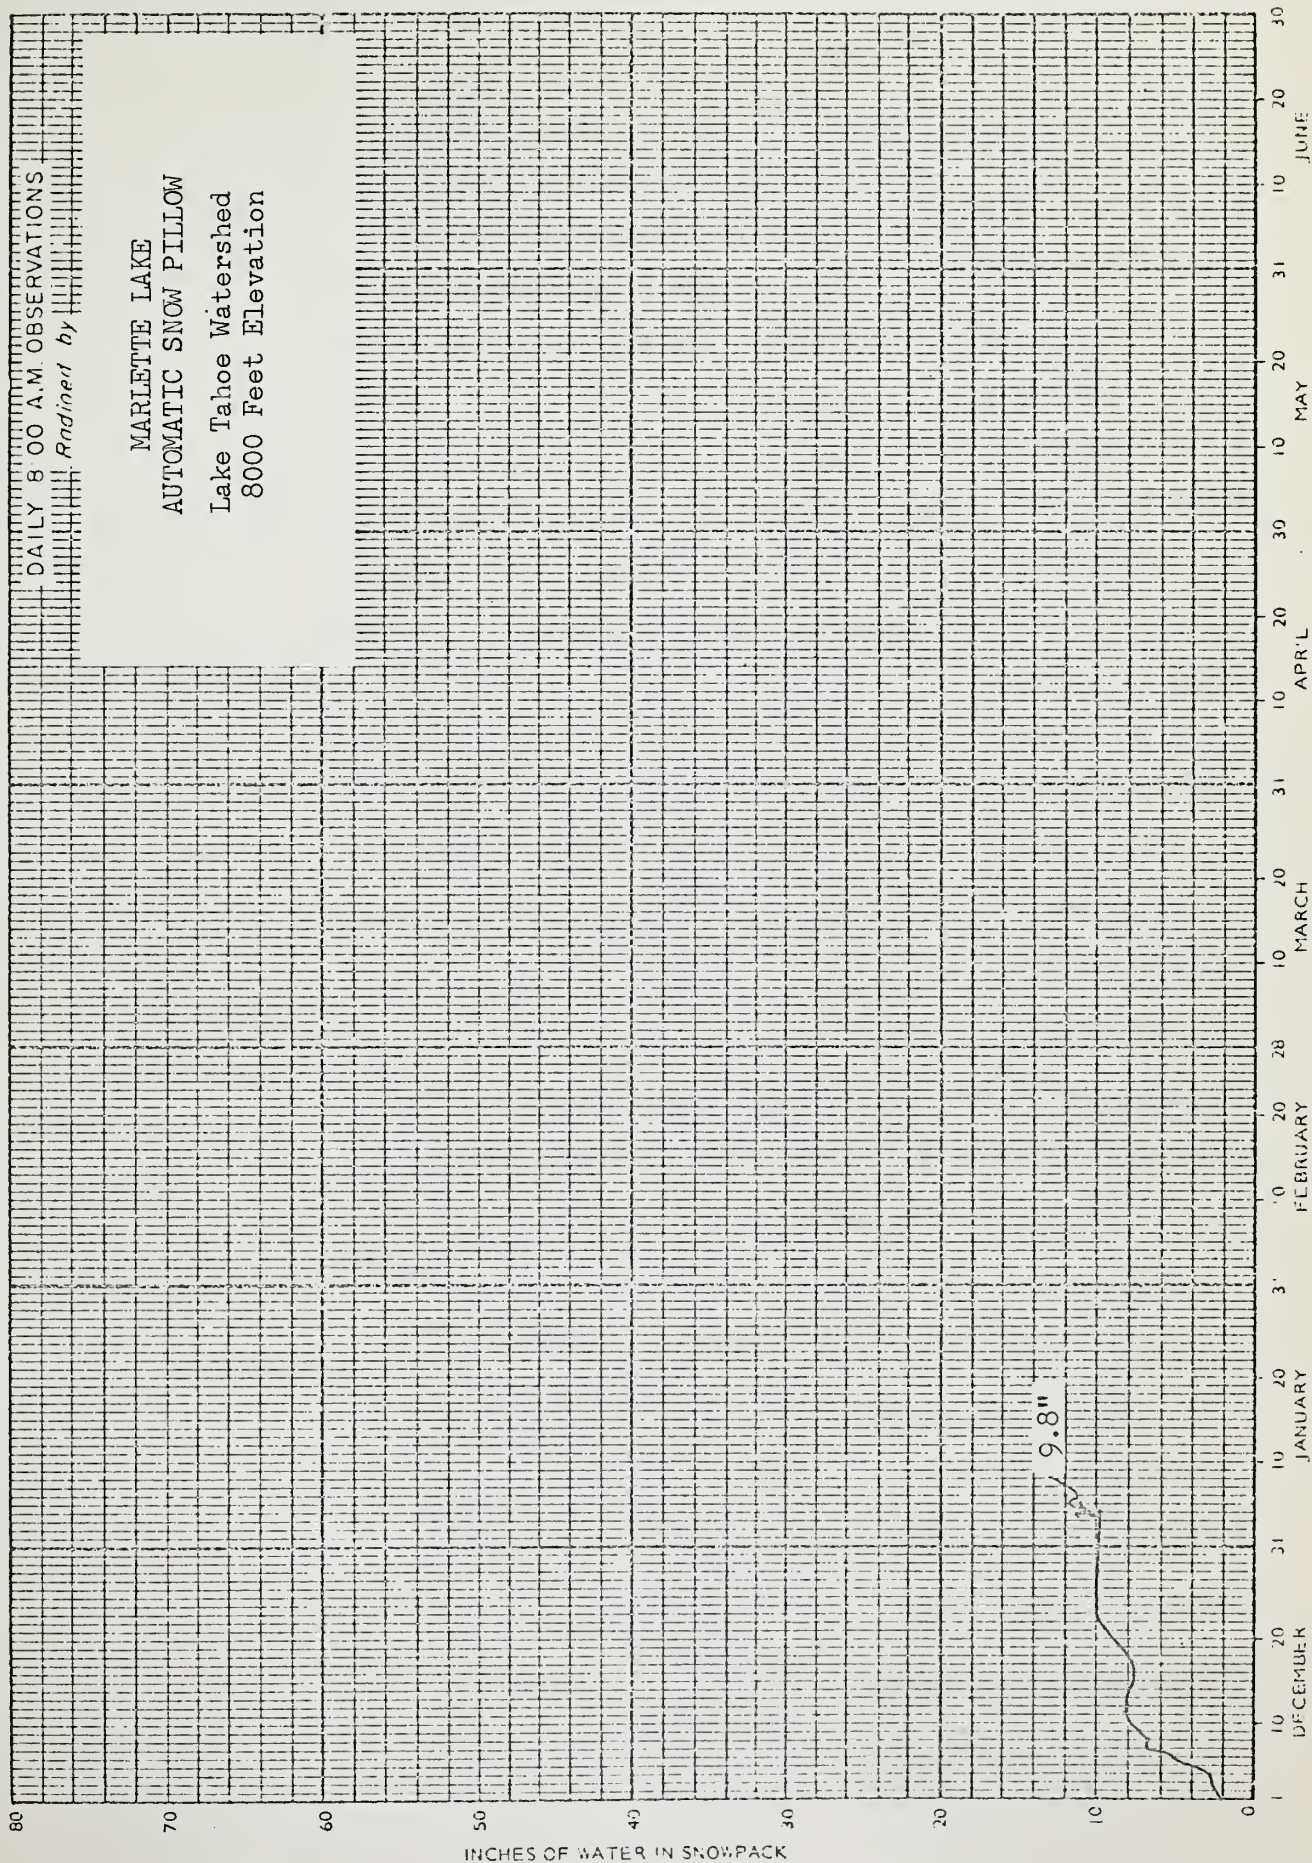 DAILY 8 00 A.M. OBSERVATIONS
Radioed by
MARLETTE LAKE
AUTOMATIC SNOW PILLOW
Lake Tahoe Watershed
8000 Feet Elevation
INCHES OF WATER IN SNOWPACK
80
70
60
50
40
30
20
10
0
9.8"
1 10 20 31 10 20 31 10 20 28 10 20 31 10 20 30 10 20 31 10 20 30
DECEMBER JANUARY FEBRUARY MARCH APRIL MAY JUNE